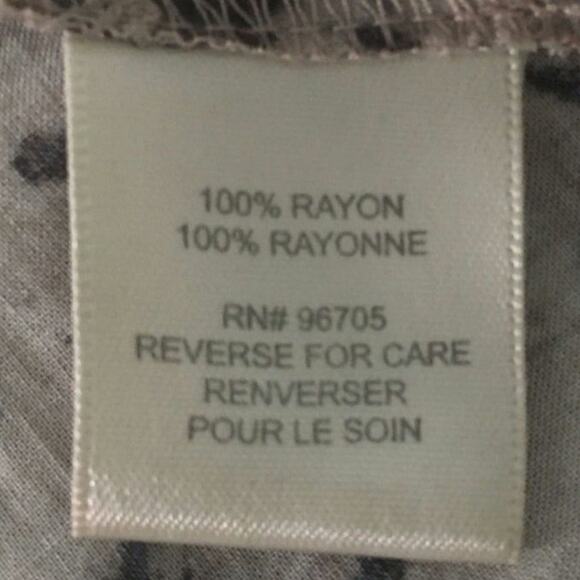 100% RAYON
100% RAYONNE
RN# 96705
REVERSE FOR CARE
RENVERSER
POUR LE SOIN